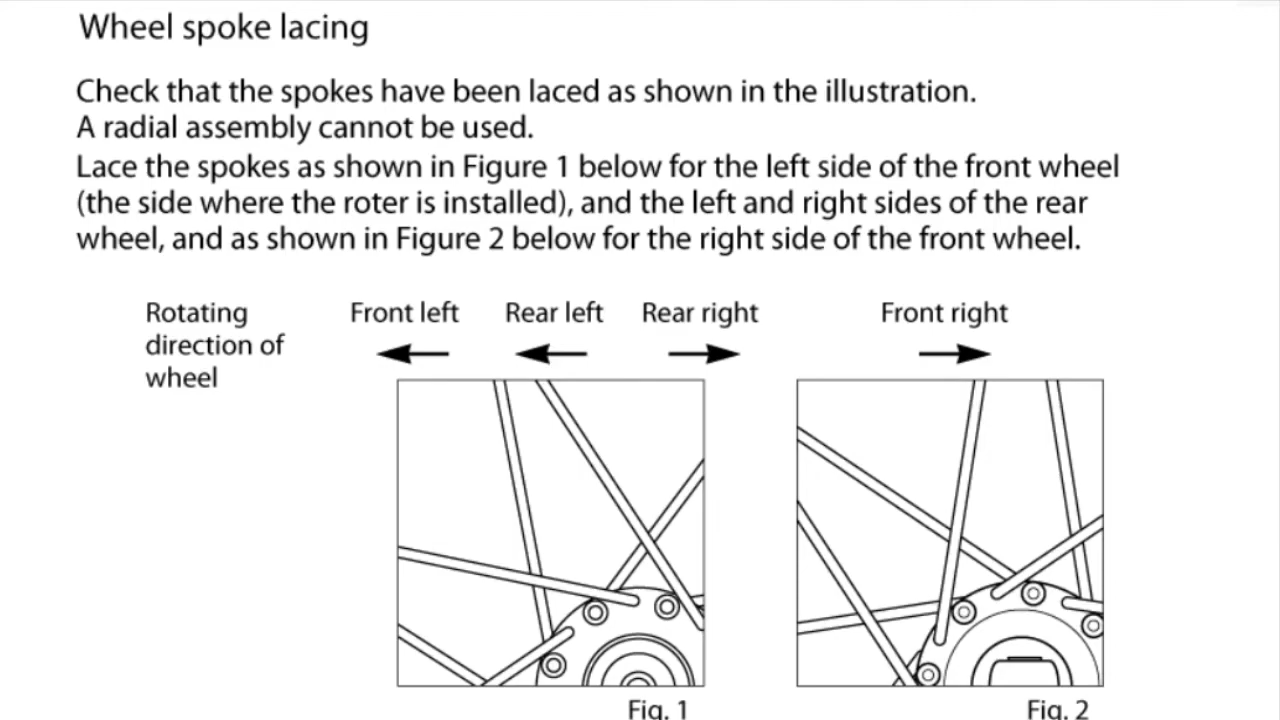 Wheel spoke lacing
Check that the spokes have been laced as shown in the illustration.
A radial assembly cannot be used.
Lace the spokes as shown in Figure 1 below for the left side of the front wheel
(the side where the roter is installed), and the left and right sides of the rear
wheel, and as shown in Figure 2 below for the right side of the front wheel.
Rotating
direction of
wheel
Front left
Rear left
Rear right
Front right
Fig. 1
Fig. 2